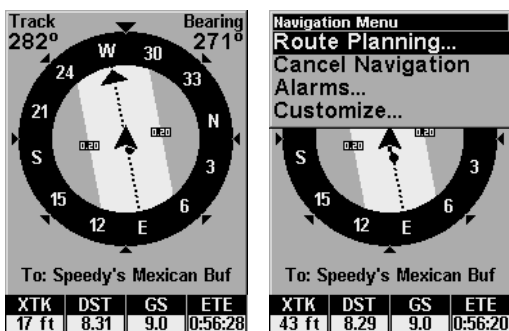 Track Bearing
282° 271°
W 30
24 33
21 N
0.20 0.20
S 3
15 6
12 E
To: Speedy's Mexican Buf
XTK DST GS ETE
17 ft 8.31 9.0 0:56:28
Navigation Menu
Route Planning...
Cancel Navigation
Alarms...
Customize...
0.20 0.20
S 3
15 6
12 E
To: Speedy's Mexican Buf
XTK DST GS ETE
43 ft 8.29 9.0 0:56:20